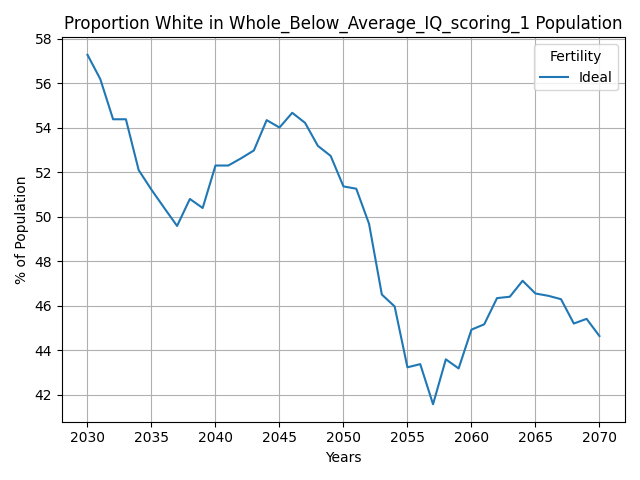 Proportion White in Whole_Below_Average_IQ_scoring_1 Population
Fertility
Ideal
% of Population
58
56
54
52
50
48
46
44
42
2030 2035 2040 2045 2050 2055 2060 2065 2070
Years